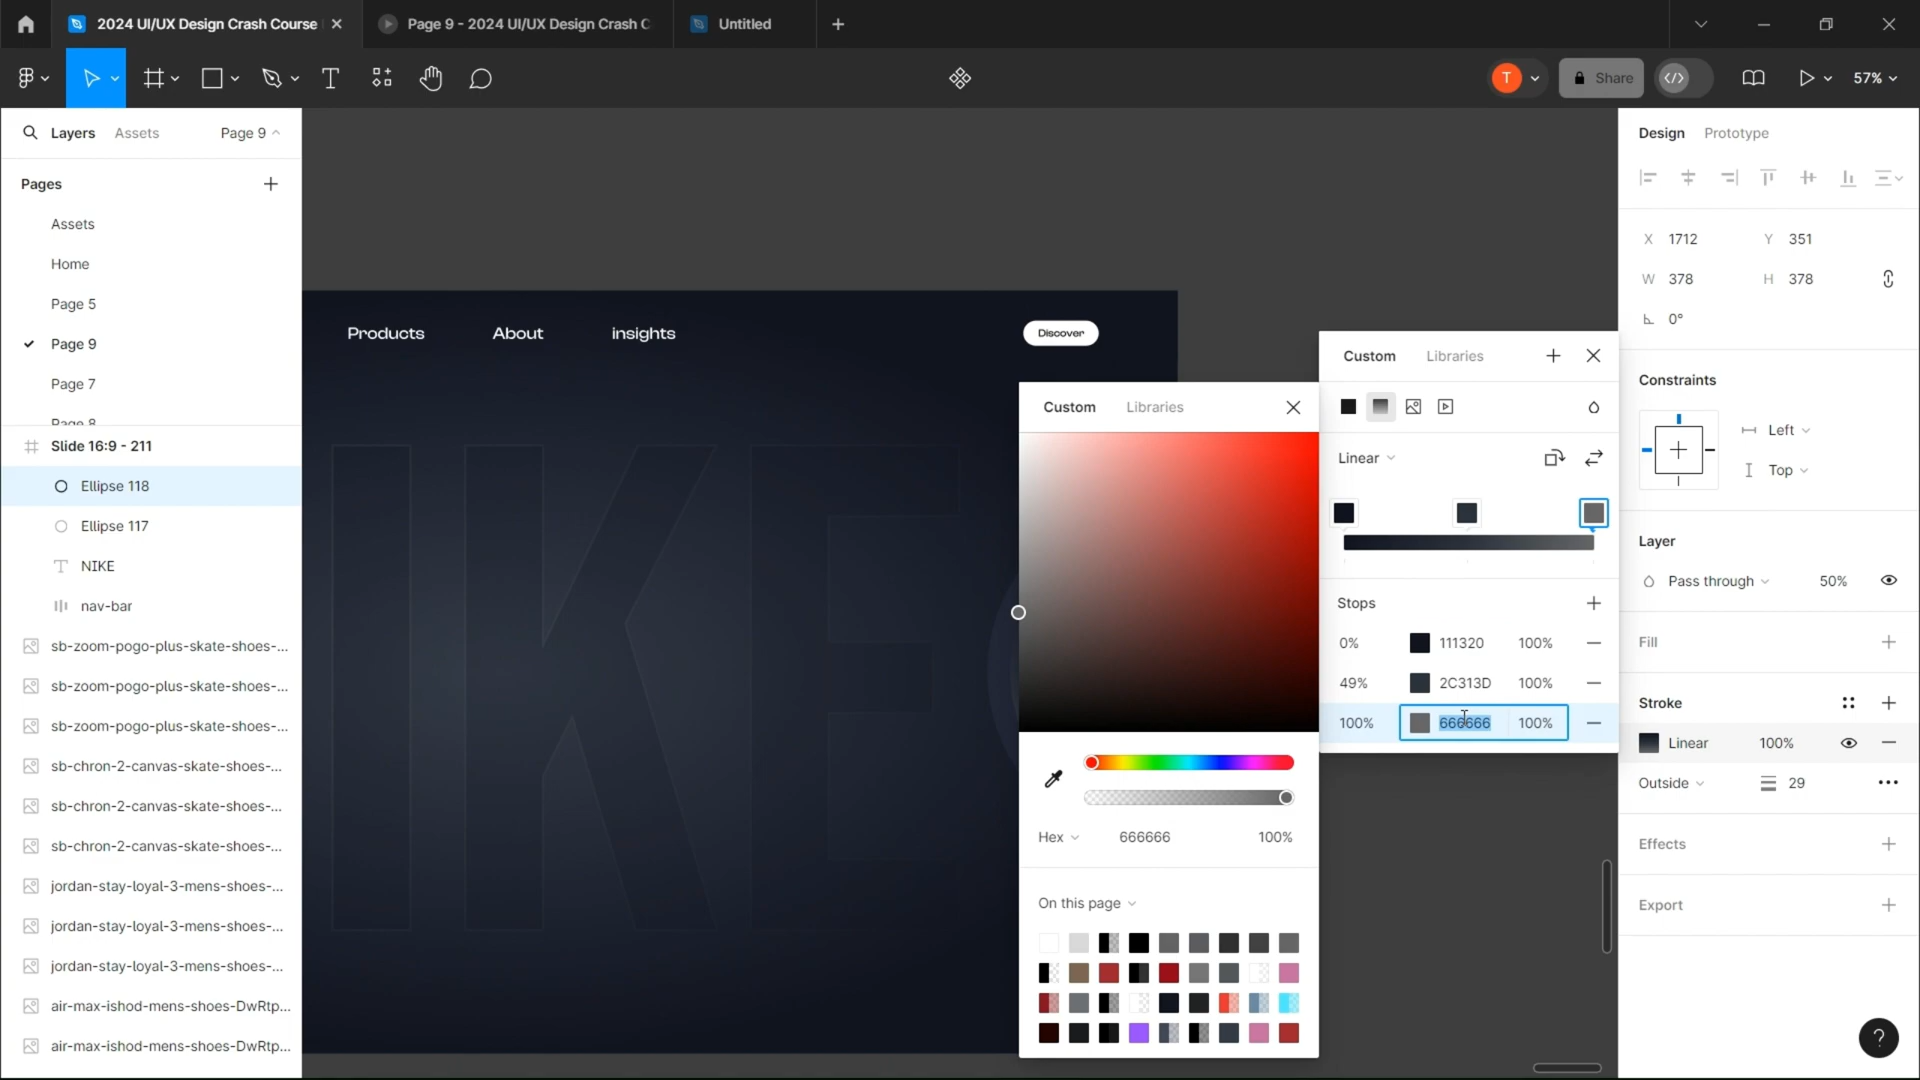 2024 UI/UX Design Crash Course
Page 9 - 2024 UI/UX Design Crash C
Untitled
T
Share
57%
Layers
Assets
Page 9
Pages
Assets
Home
Page 5
Page 9
Page 7
Page 8
Slide 16:9 - 211
Ellipse 118
Ellipse 117
NIKE
nav-bar
sb-zoom-pogo-plus-skate-shoes-...
sb-zoom-pogo-plus-skate-shoes-...
sb-zoom-pogo-plus-skate-shoes-...
sb-chron-2-canvas-skate-shoes-...
sb-chron-2-canvas-skate-shoes-...
sb-chron-2-canvas-skate-shoes-...
jordan-stay-loyal-3-mens-shoes-...
jordan-stay-loyal-3-mens-shoes-...
jordan-stay-loyal-3-mens-shoes-...
air-max-ishod-mens-shoes-DwRtp...
air-max-ishod-mens-shoes-DwRtp...
Products
About
insights
Discover
IKE
Custom
Libraries
Hex
666666
100%
On this page
Custom
Libraries
Linear
Stops
0%
111320
100%
49%
2C313D
100%
100%
666666
100%
Design
Prototype
X 1712
Y 351
W 378
H 378
0°
Constraints
Left
Top
Layer
Pass through
50%
Fill
Stroke
Linear
100%
Outside
29
Effects
Export
?